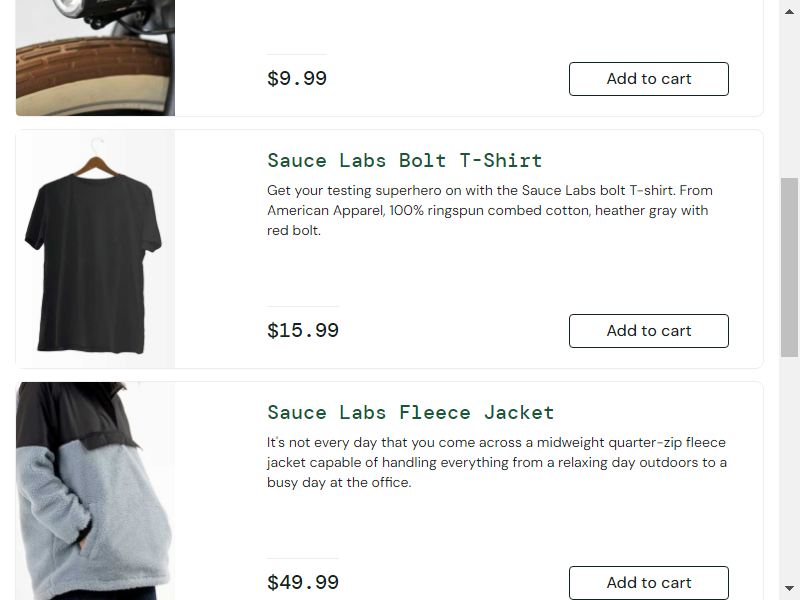 $9.99
Add to cart
Sauce Labs Bolt T-Shirt
Get your testing superhero on with the Sauce Labs bolt T-shirt. From
American Apparel, 100% ringspun combed cotton, heather gray with
red bolt.
$15.99
Add to cart
Sauce Labs Fleece Jacket
It's not every day that you come across a midweight quarter-zip fleece
jacket capable of handling everything from a relaxing day outdoors to a
busy day at the office.
$49.99
Add to cart